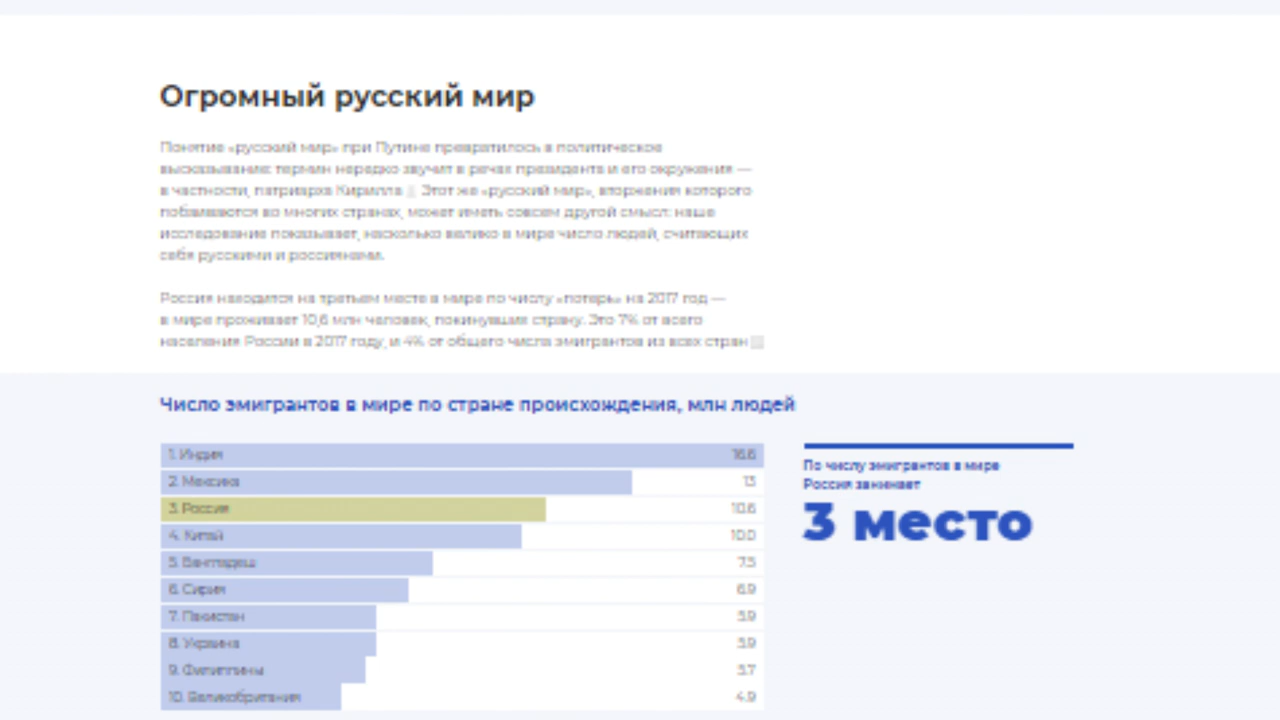 Огромный русский мир
Понятие «русский мир» при Путине превратилось в политическое
высказывание: термин нередко звучит в речах президента и его окружения —
в частности, патриарха Кирилла Этот же «русский мир», вторжения которого
побаиваются во многих странах, может иметь совсем другой смысл: наше
исследование показывает, насколько велико в мире число людей, считающих
себя русскими и россиянами.
Россия находится на третьем месте в мире по числу «потерь» на 2017 год —
в мире проживает 10,6 млн человек, покинувших страну. Это 7% от всего
населения России в 2017 году, и 4% от общего числа эмигрантов из всех стран
Число эмигрантов в мире по стране происхождения, млн людей
1. Индия 16.6
2. Мексика 13
3. Россия 10.6
4. Китай 10.0
5. Бангладеш 7.5
6. Сирия 6.9
7. Пакистан 5.9
8. Украина 5.9
9. Филиппины 5.7
10. Великобритания 4.9
По числу эмигрантов в мире
Россия занимает
3 место